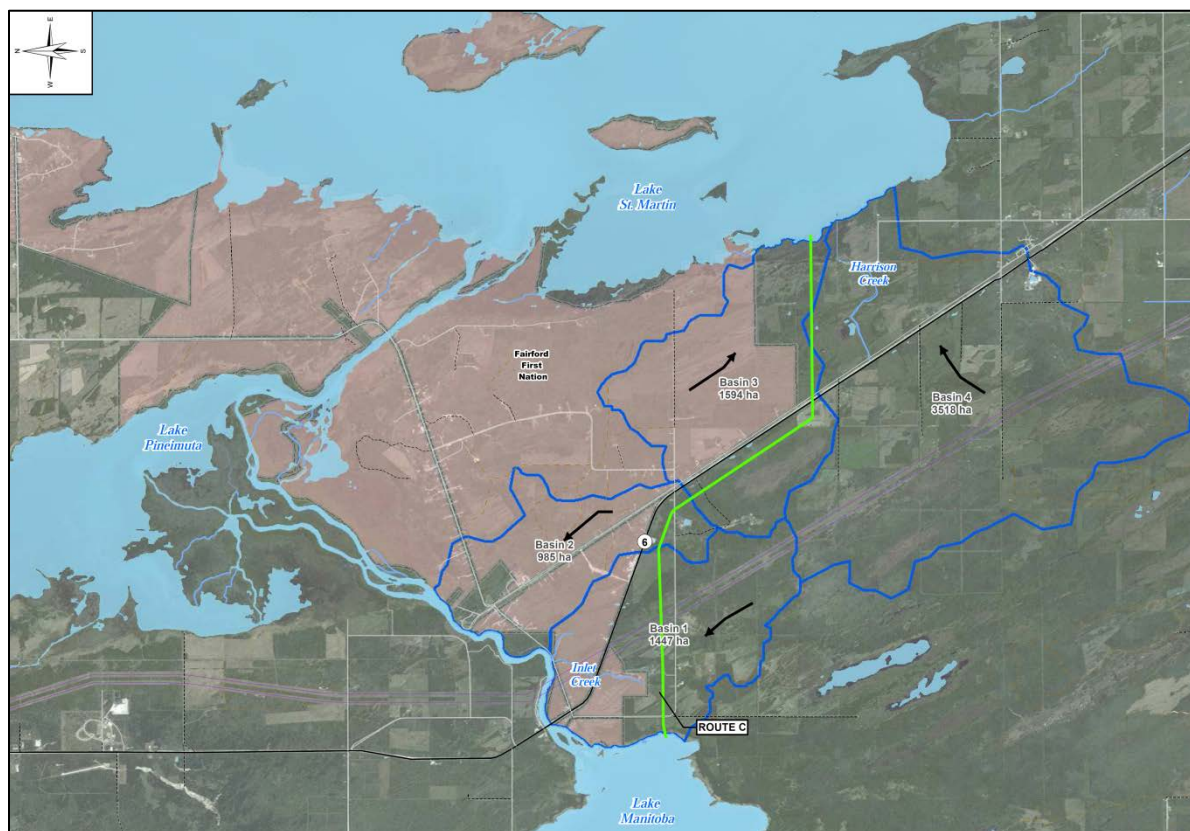 E
N
S
W
Lake
St. Martin
Harrison
Creek
Fairford
First
Nation
Basin 3
1594 ha
Basin 4
3518 ha
Lake
Pineimuta
Basin 2
985 ha
6
Basin 1
1447 ha
Inlet
Creek
ROUTE C
Lake
Manitoba